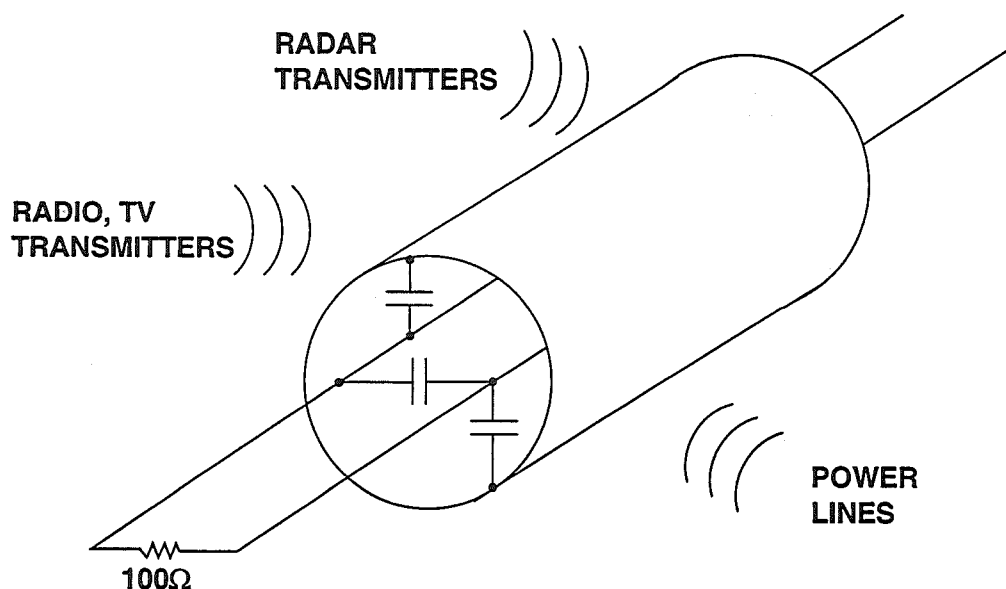 RADAR
TRANSMITTERS
RADIO, TV
TRANSMITTERS
POWER
LINES
100Ω